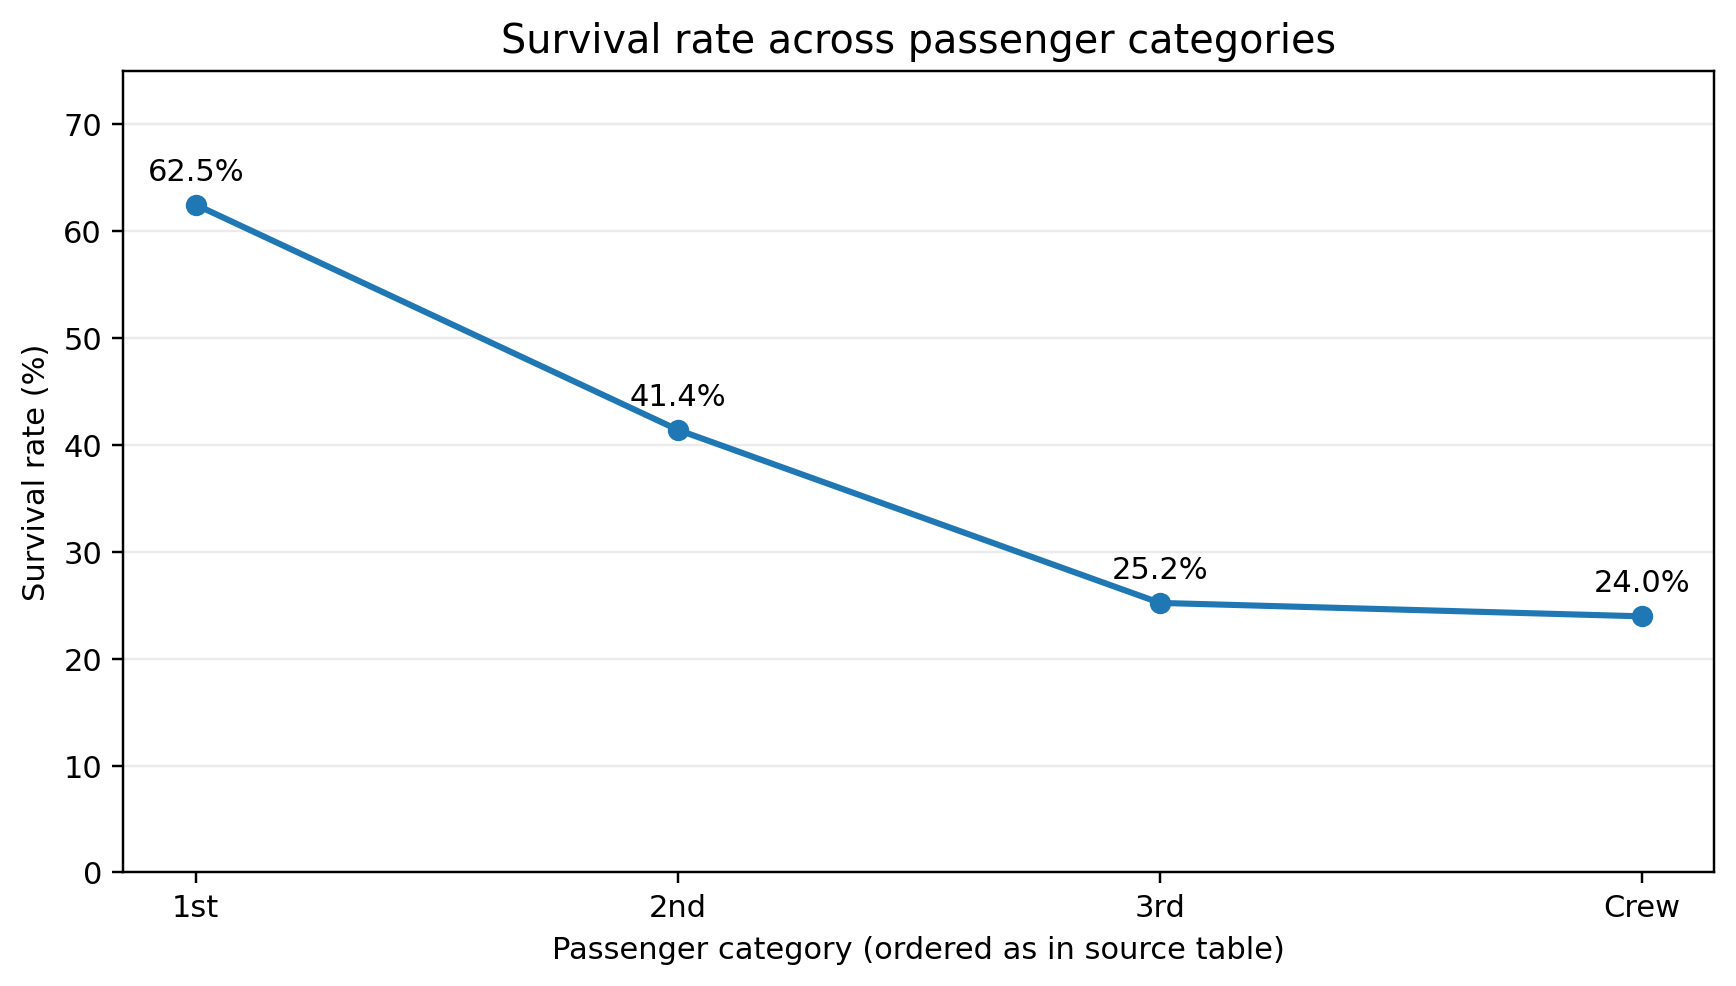 Survival rate across passenger categories
70
60
50
40
30
20
10
0
Survival rate (%)
62.5%
41.4%
25.2%
24.0%
1st
2nd
3rd
Crew
Passenger category (ordered as in source table)